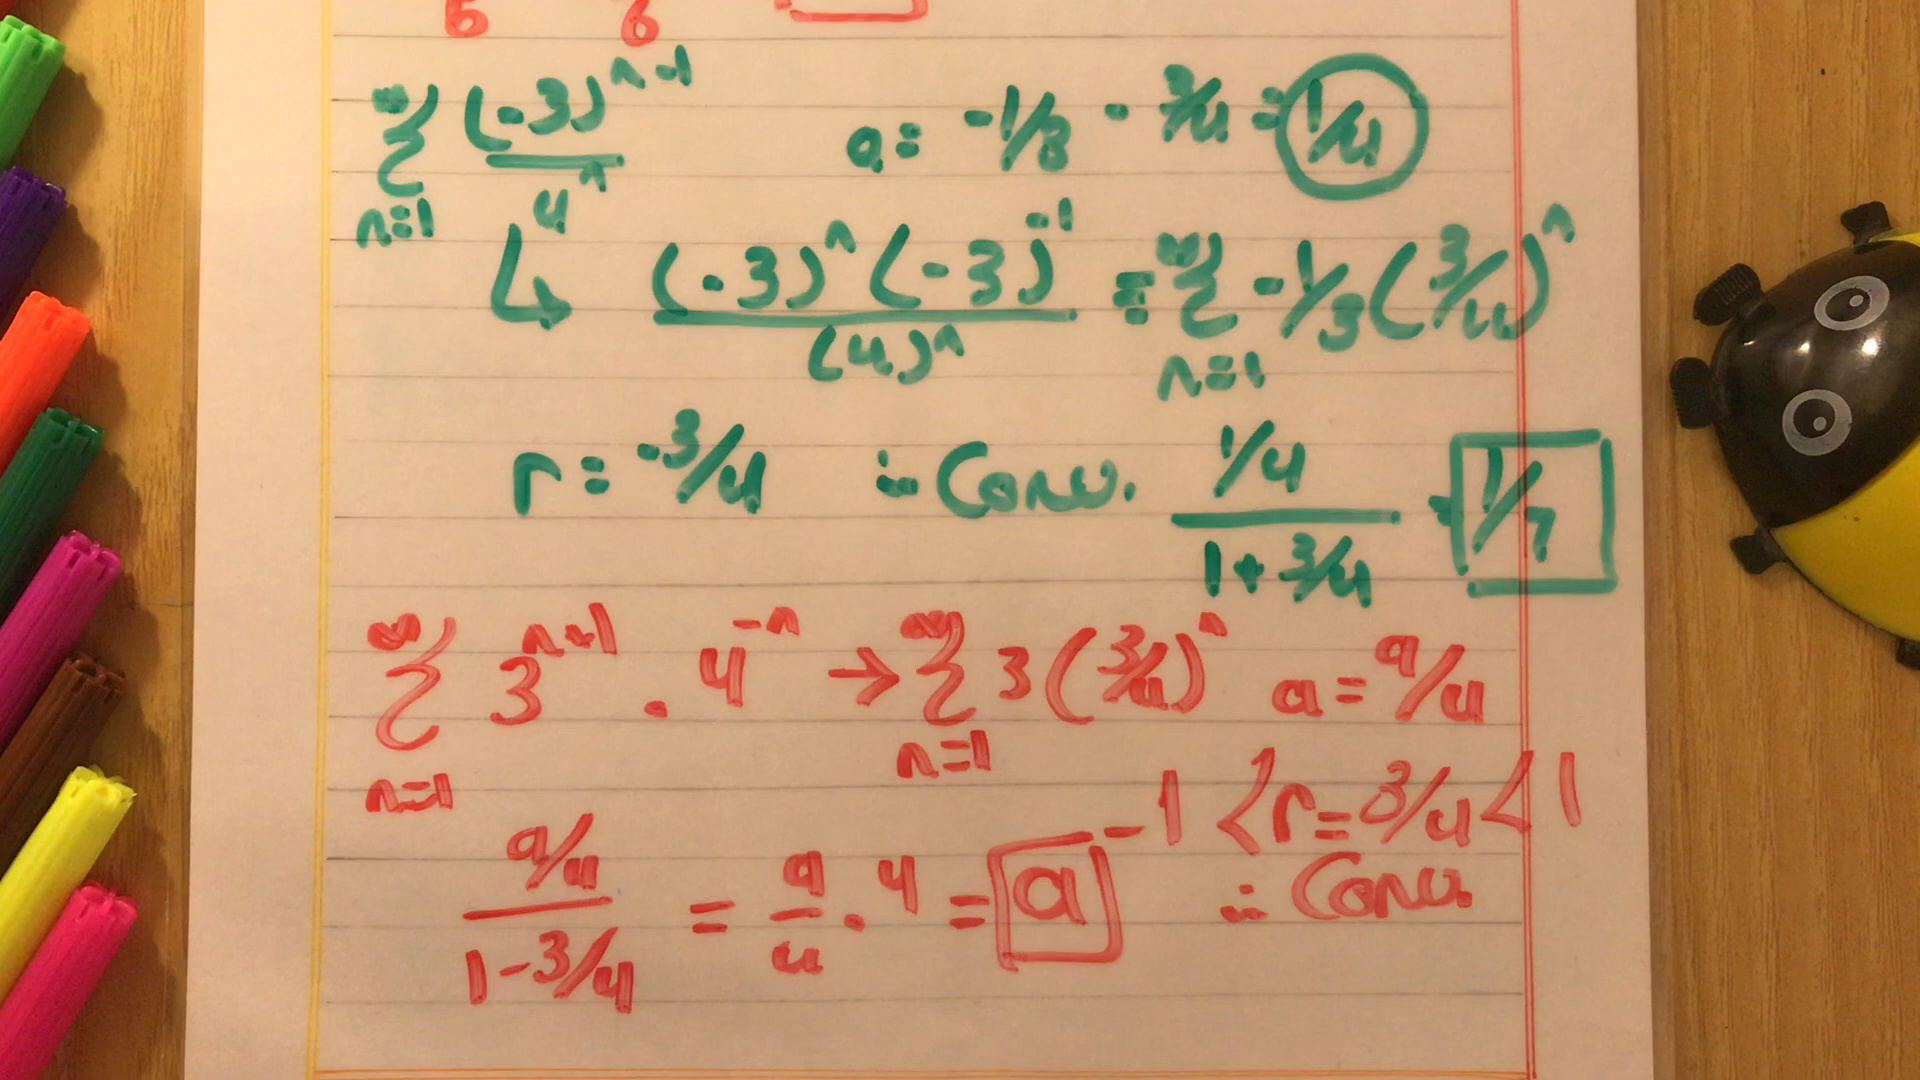 5 6
∞ Σ n=1 (-3)^(n-1) / 4^n a = -1/3 · -3/4 = 1/4
↳ (-3)^n (-3)^-1 / (4)^n = ∞ Σ n=1 -1/3 (3/4)^n
r = -3/4 ∴ Conv. 1/4 / 1+3/4 = 1/7
∞ Σ n=1 3^(n+1) · 4^-n → ∞ Σ n=1 3 (3/4)^n a = 9/4
-1 < r = 3/4 < 1
9/4 / 1-3/4 = 9/4 · 4 = 9 ∴ Conv.